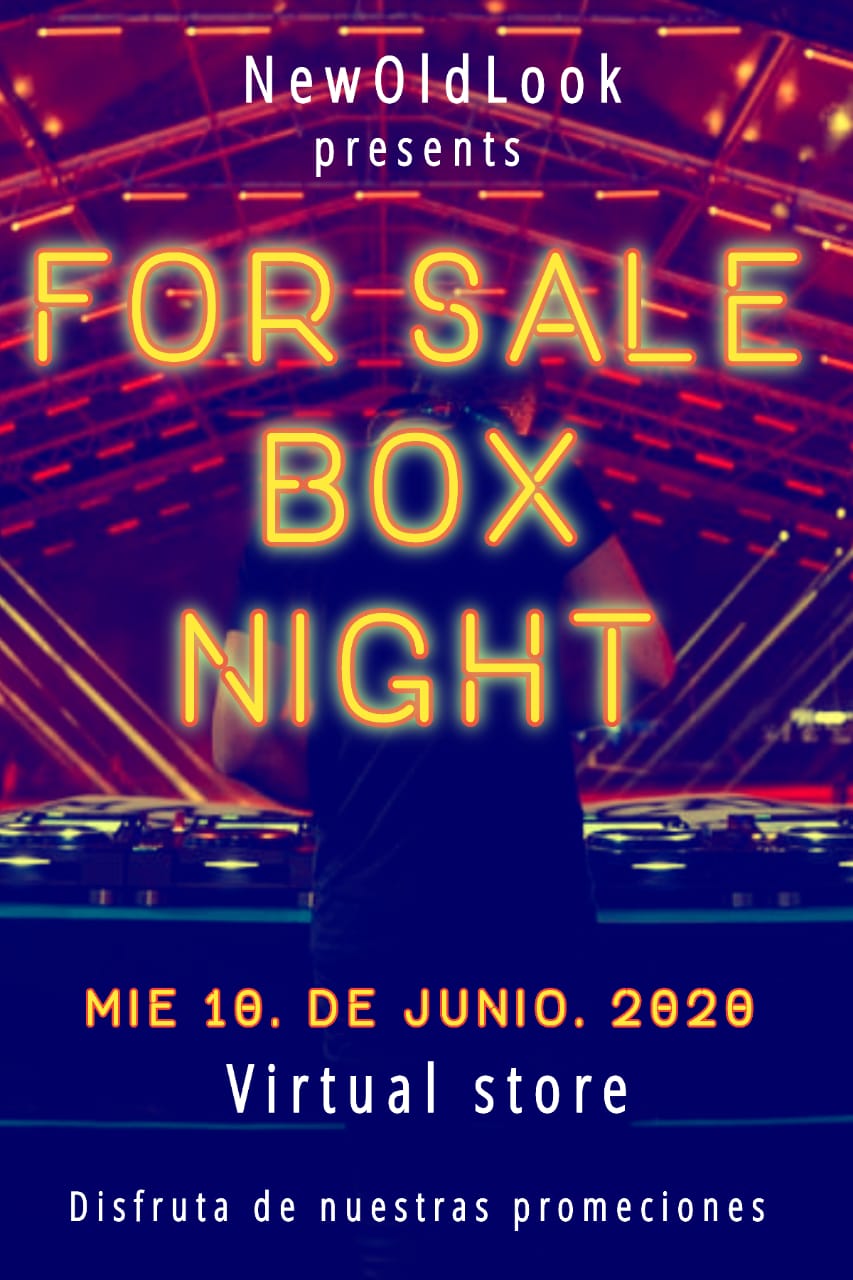 NewOldLook
presents
FOR SALE
BOX
NIGHT
MIE 10. DE JUNIO. 2020
Virtual store
Disfruta de nuestras promeciones